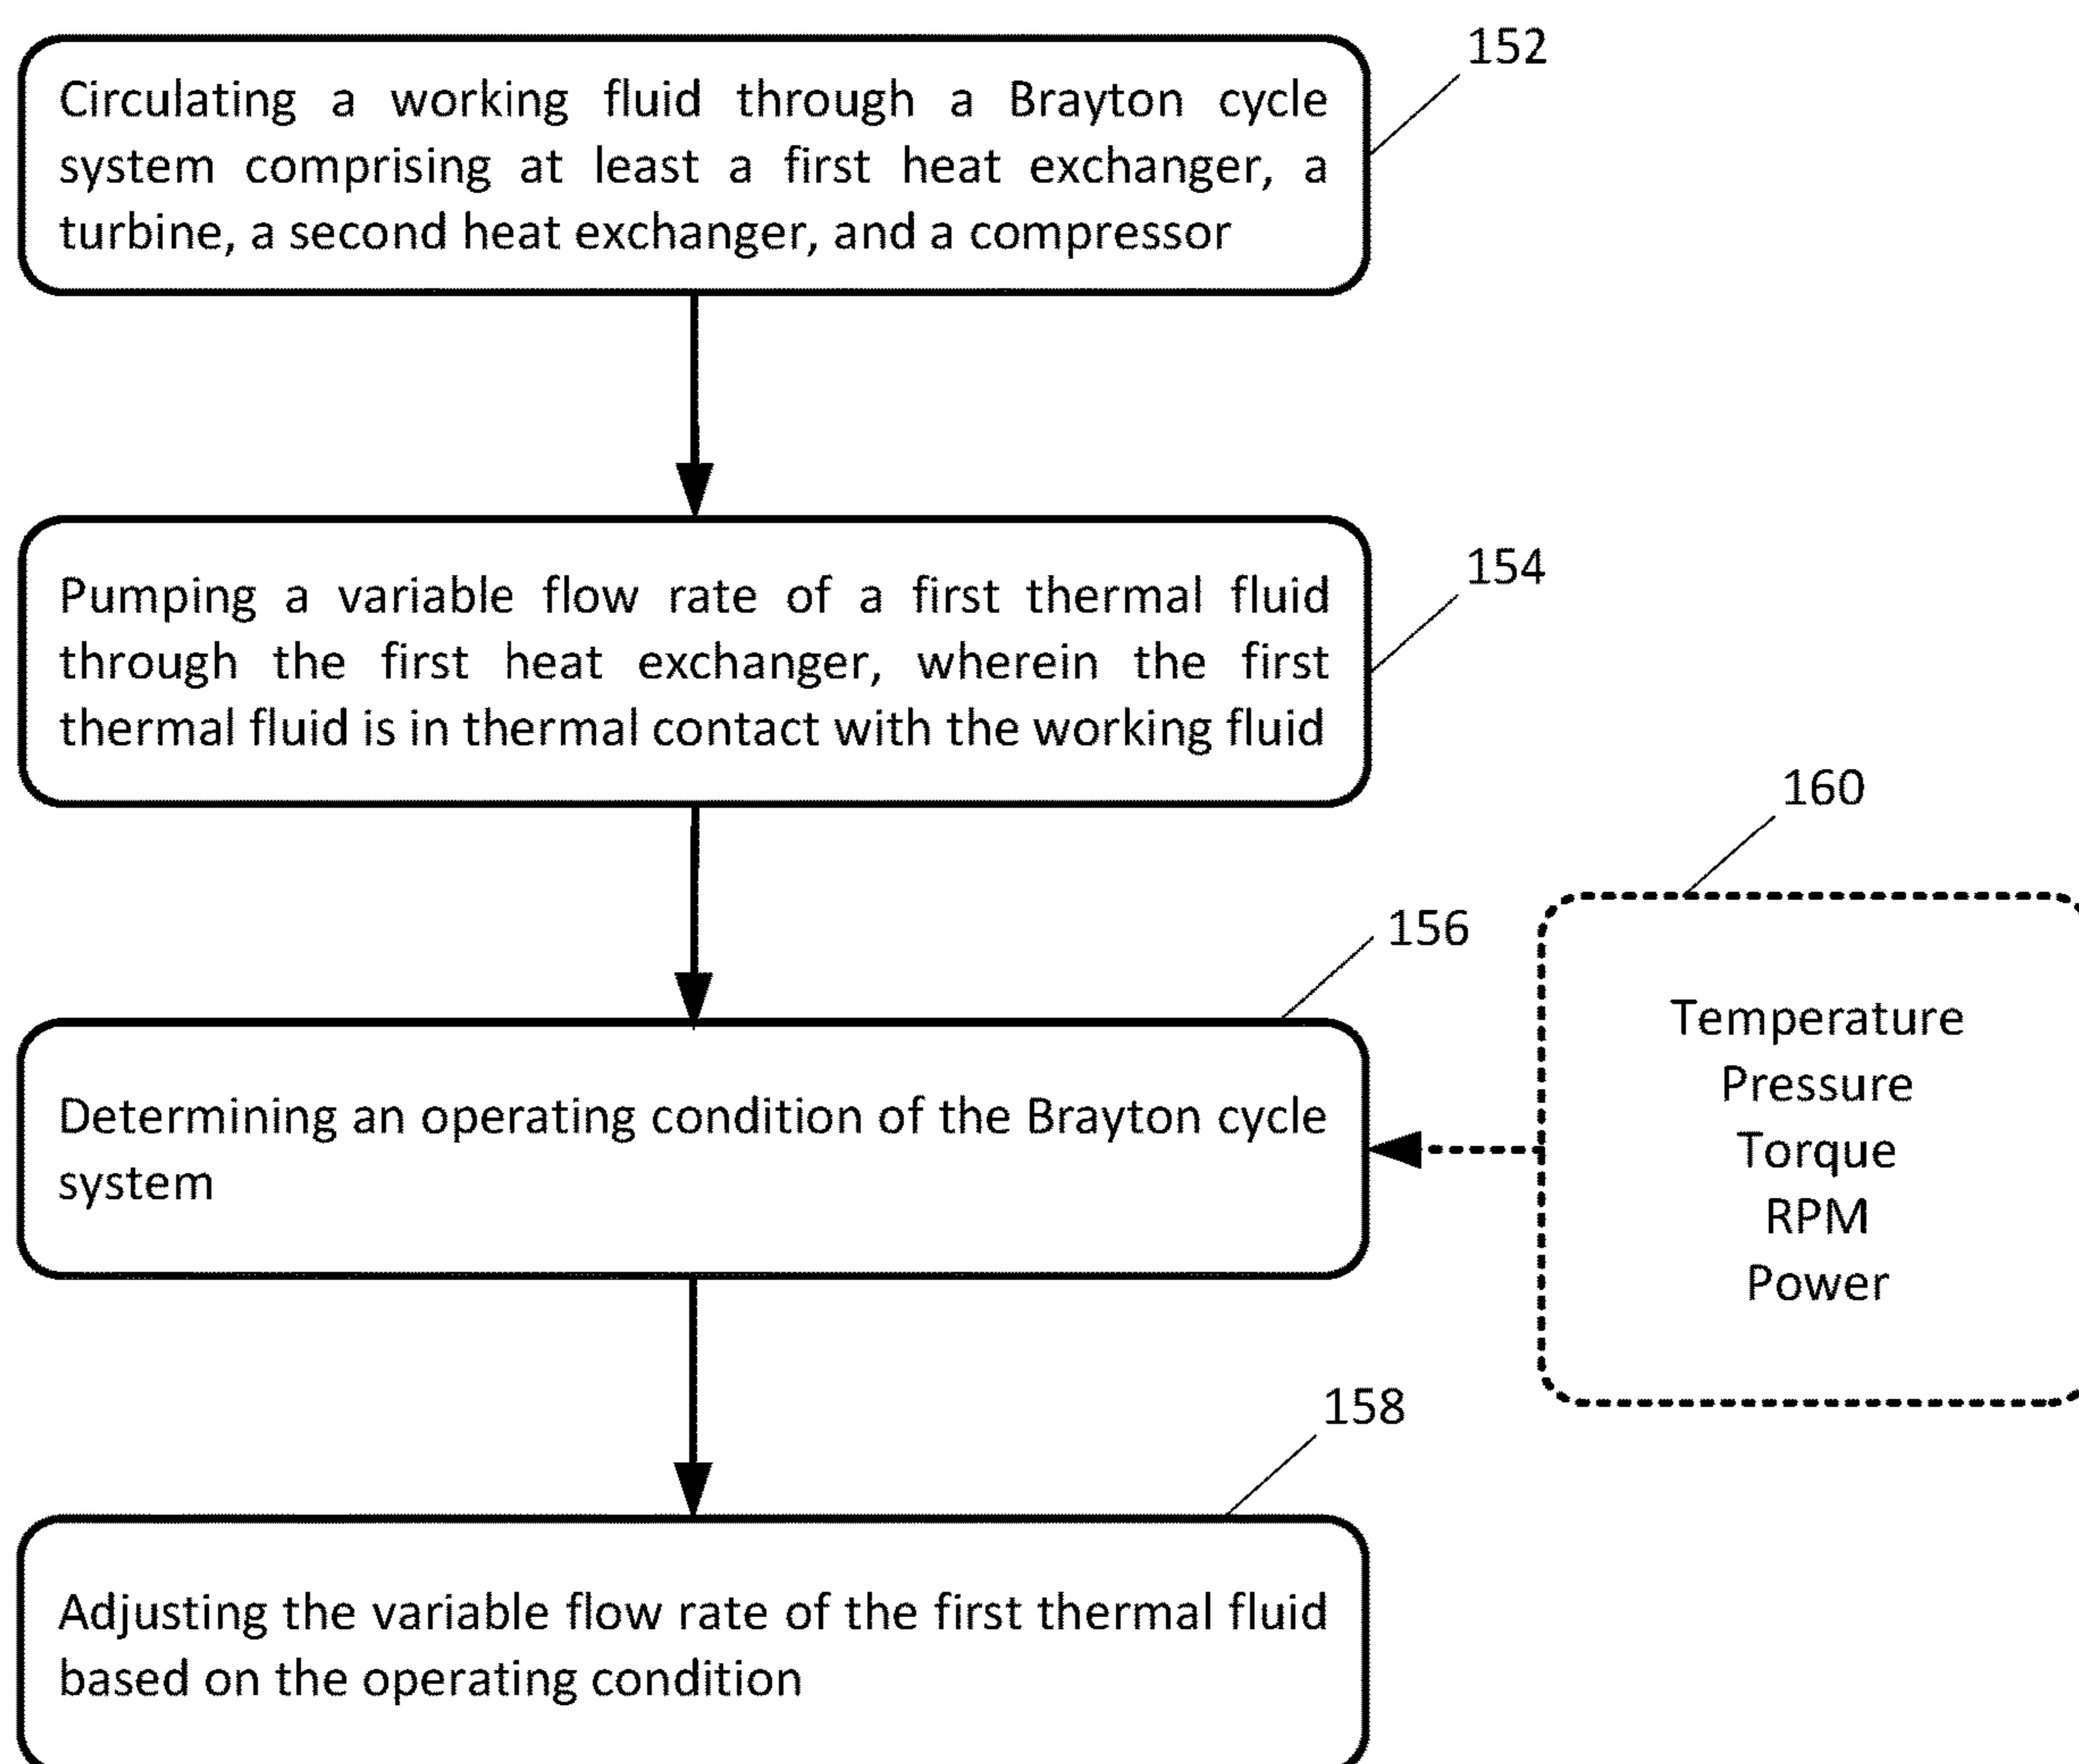 152
Circulating a working fluid through a Brayton cycle
system comprising at least a first heat exchanger, a
turbine, a second heat exchanger, and a compressor
154
Pumping a variable flow rate of a first thermal fluid
through the first heat exchanger, wherein the first
thermal fluid is in thermal contact with the working fluid
160
156
Temperature
Pressure
Torque
RPM
Power
Determining an operating condition of the Brayton cycle
system
158
Adjusting the variable flow rate of the first thermal fluid
based on the operating condition